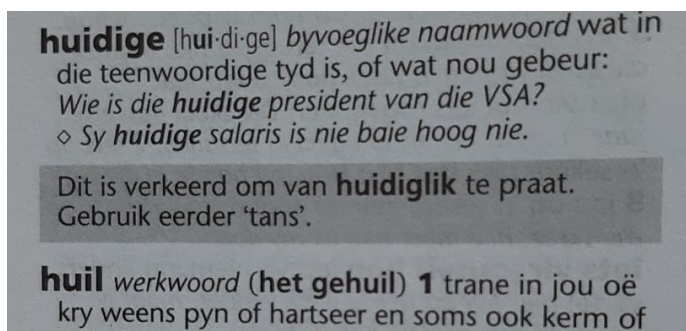 huidige [hui·di·ge] byvoeglike naamwoord wat in
die teenwoordige tyd is, of wat nou gebeur:
Wie is die huidige president van die VSA?
◇ Sy huidige salaris is nie baie hoog nie.
Dit is verkeerd om van huidiglik te praat.
Gebruik eerder 'tans'.
huil werkwoord (het gehuil) 1 trane in jou oë
kry weens pyn of hartseer en soms ook kerm of